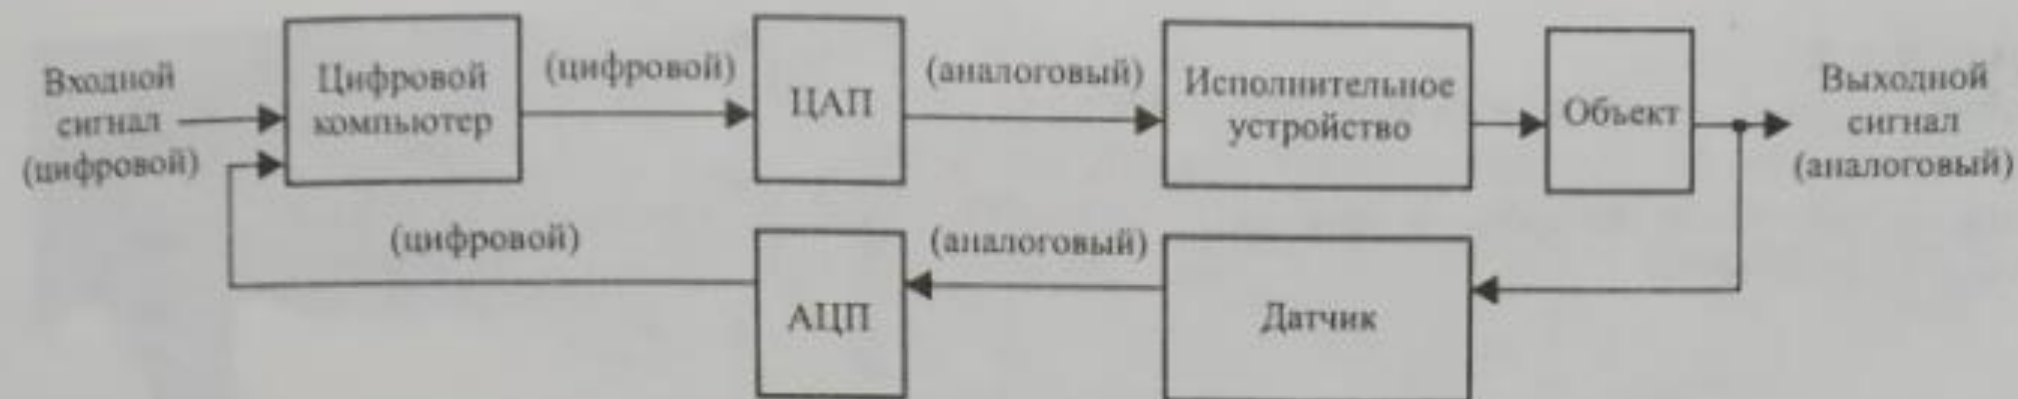 Входной
сигнал
(цифровой)
Цифровой
компьютер
(цифровой)
ЦАП
(аналоговый)
Исполнительное
устройство
Объект
Выходной
сигнал
(аналоговый)
(цифровой)
АЦП
(аналоговый)
Датчик